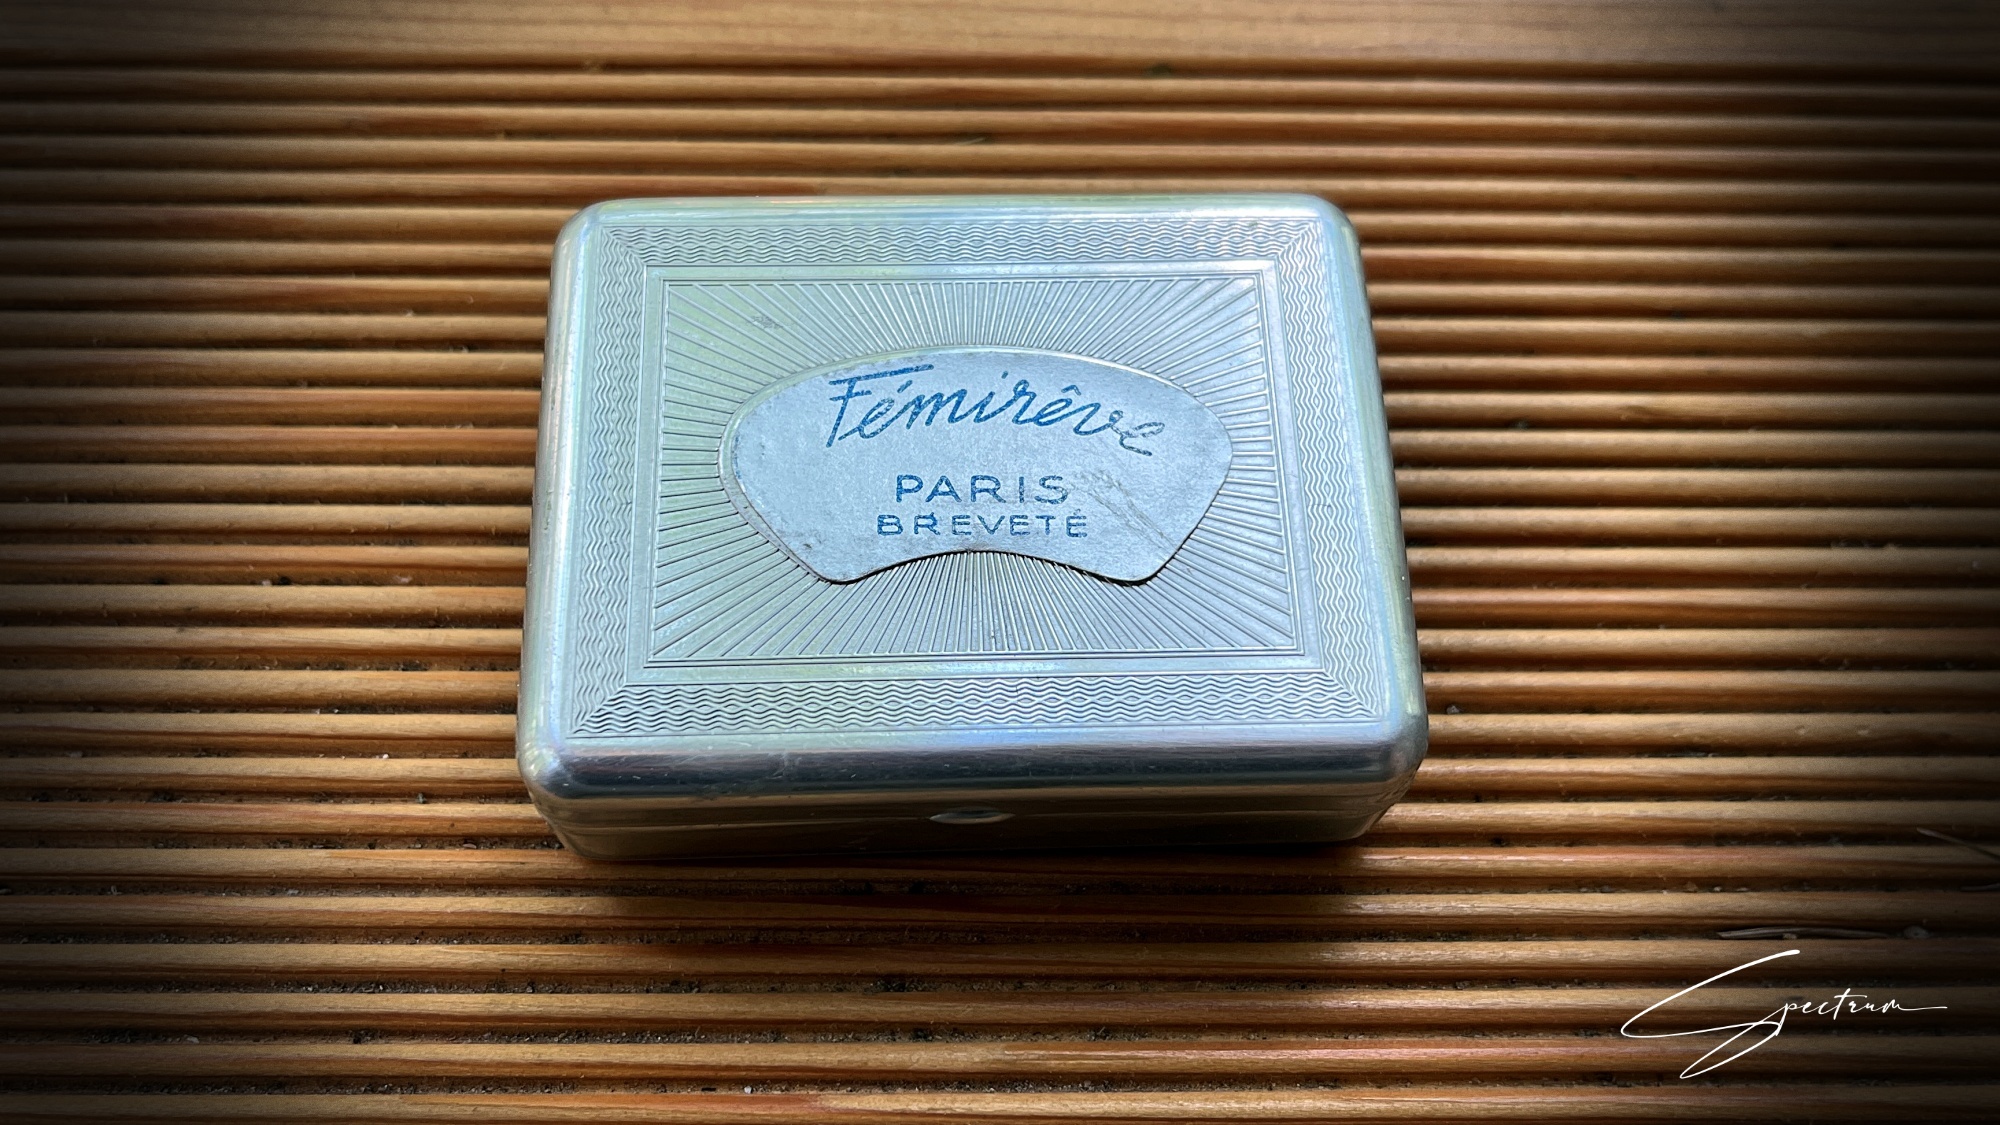 Fémirêve
PARIS
BREVETÉ
Spectrum